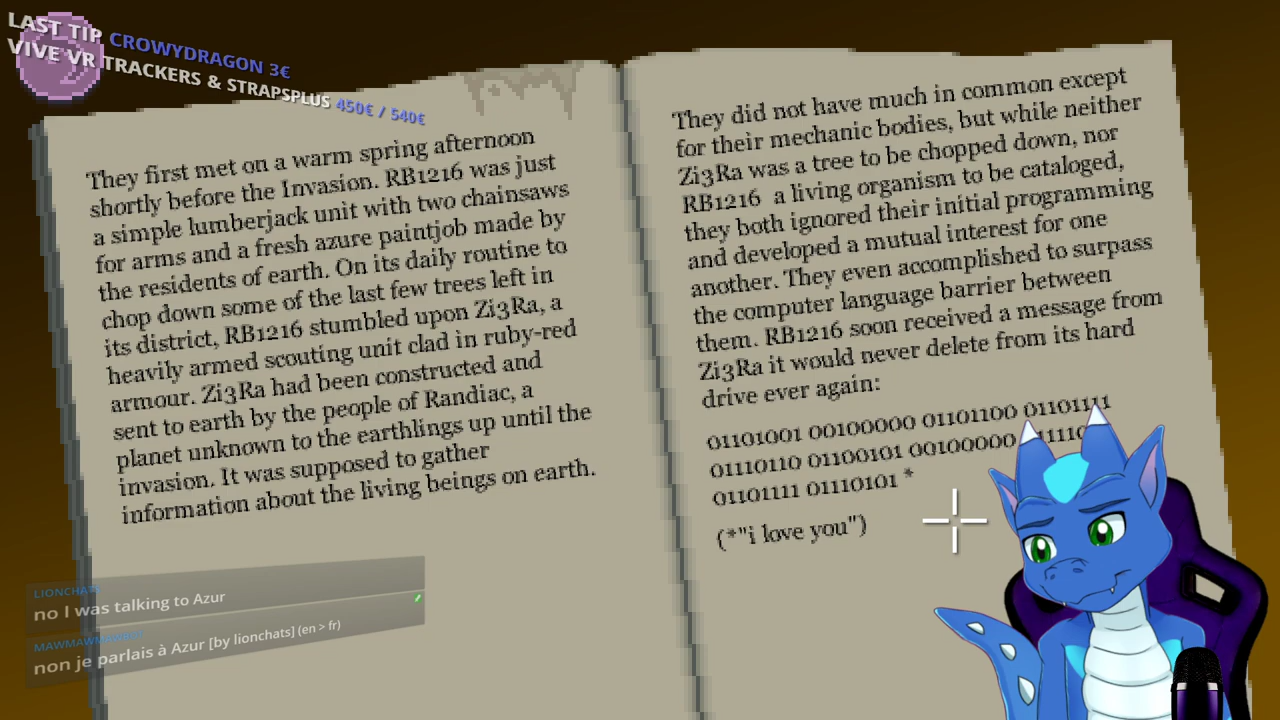 LAST TIP CROWYDRAGON 3€
VIVE VR TRACKERS & STRAPSPLUS 450€ / 540€
They first met on a warm spring afternoon
shortly before the Invasion. RB1216 was just
a simple lumberjack unit with two chainsaws
for arms and a fresh azure paintjob made by
the residents of earth. On its daily routine to
chop down some of the last few trees left in
its district, RB1216 stumbled upon Zi3Ra, a
heavily armed scouting unit clad in ruby-red
armour. Zi3Ra had been constructed and
sent to earth by the people of Randiac, a
planet unknown to the earthlings up until the
invasion. It was supposed to gather
information about the living beings on earth.
They did not have much in common except
for their mechanic bodies, but while neither
Zi3Ra was a tree to be chopped down, nor
RB1216 a living organism to be cataloged,
they both ignored their initial programming
and developed a mutual interest for one
another. They even accomplished to surpass
the computer language barrier between
them. RB1216 soon received a message from
Zi3Ra it would never delete from its hard
drive ever again:
01101001 00100000 01101100 01101111
01110110 01100101 00100000
01101111 01110101 *
(*"i love you")
LIONCHATS
no I was talking to Azur
non je parlais à Azur [by lionchats] (en > fr)